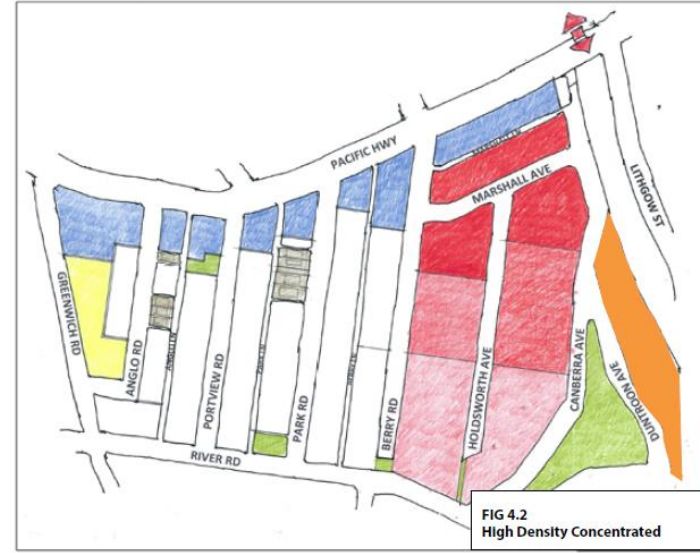 PACIFIC HWY
MARSHALL AVE
LITHGOW ST
GREENWICH RD
ANGLO RD
PORTVIEW RD
PARK RD
BERRY RD
HOLDSWORTH AVE
CANBERRA AVE
DUNTROON AVE
RIVER RD
FIG 4.2
High Density Concentrated